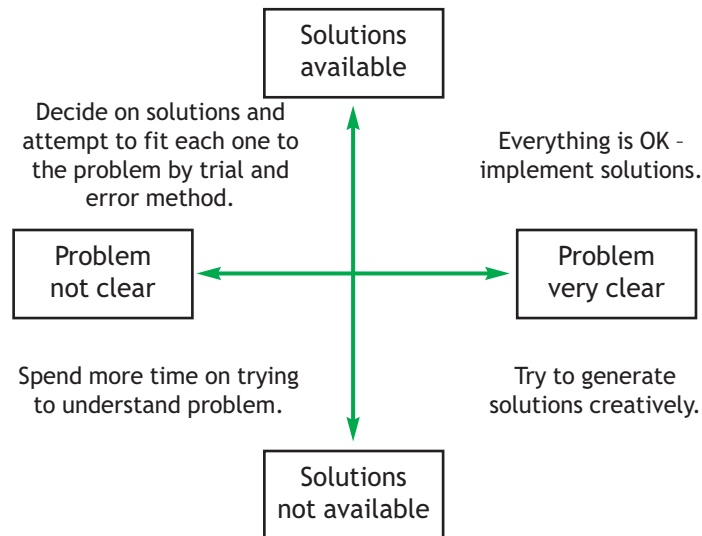 Solutions
available
Decide on solutions and
attempt to fit each one to
the problem by trial and
error method.
Everything is OK –
implement solutions.
Problem
not clear
Problem
very clear
Spend more time on trying
to understand problem.
Try to generate
solutions creatively.
Solutions
not available